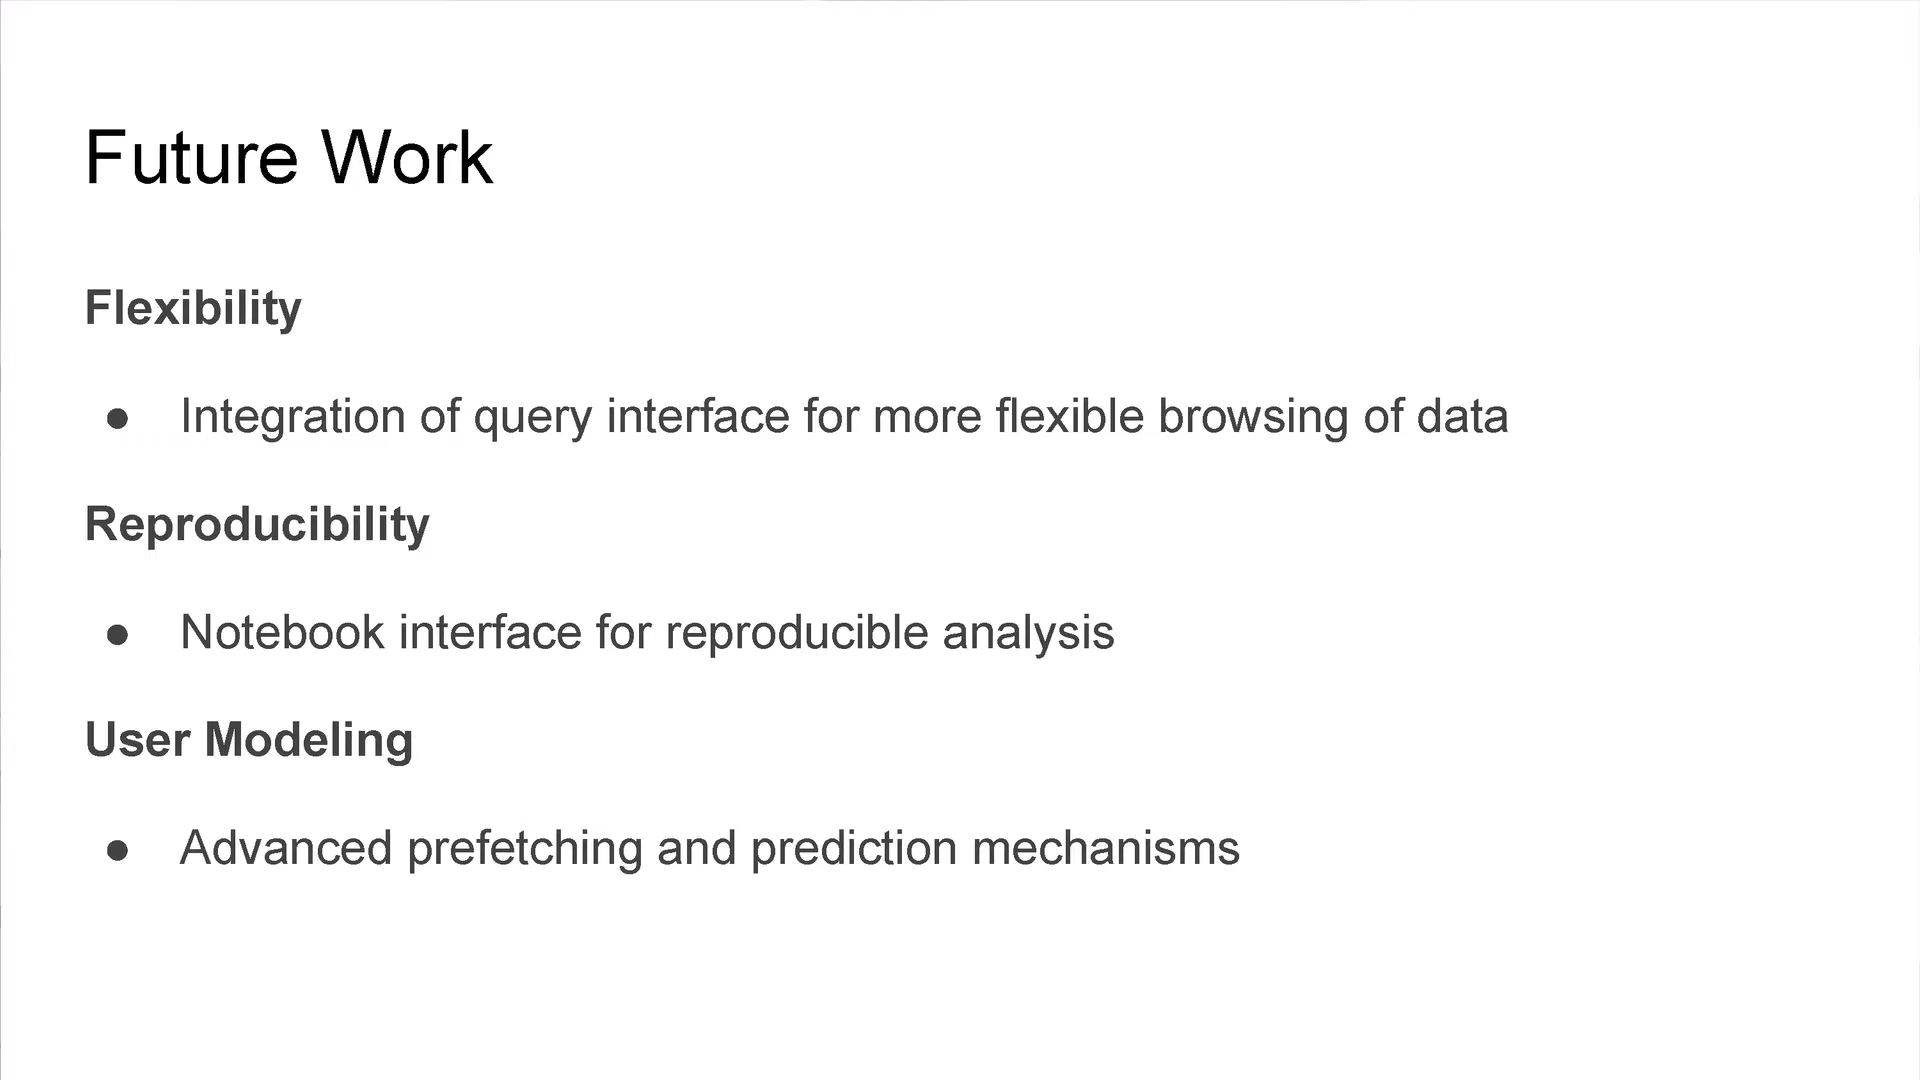 Future Work
Flexibility
● Integration of query interface for more flexible browsing of data
Reproducibility
● Notebook interface for reproducible analysis
User Modeling
● Advanced prefetching and prediction mechanisms